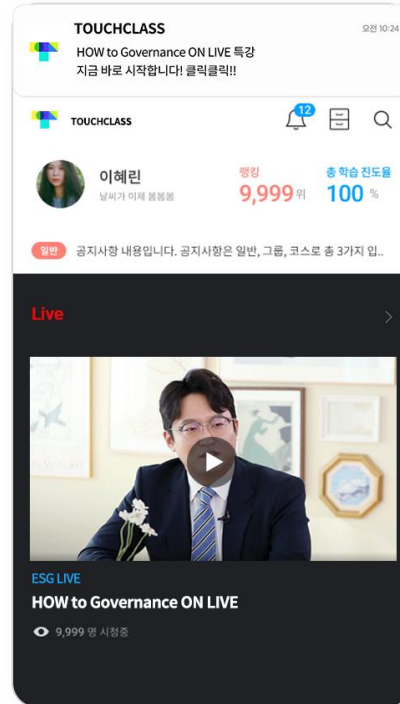 TOUCHCLASS
오전 10:24
HOW to Governance ON LIVE 특강
지금 바로 시작합니다! 클릭클릭!!
TOUCHCLASS
12
이혜린
날씨가 이제 봄봄봄
랭킹
9,999 위
총 학습 진도율
100 %
일반 공지사항 내용입니다. 공지사항은 일반, 그룹, 코스로 총 3가지 입..
Live
ESG LIVE
HOW to Governance ON LIVE
9,999 명 시청중